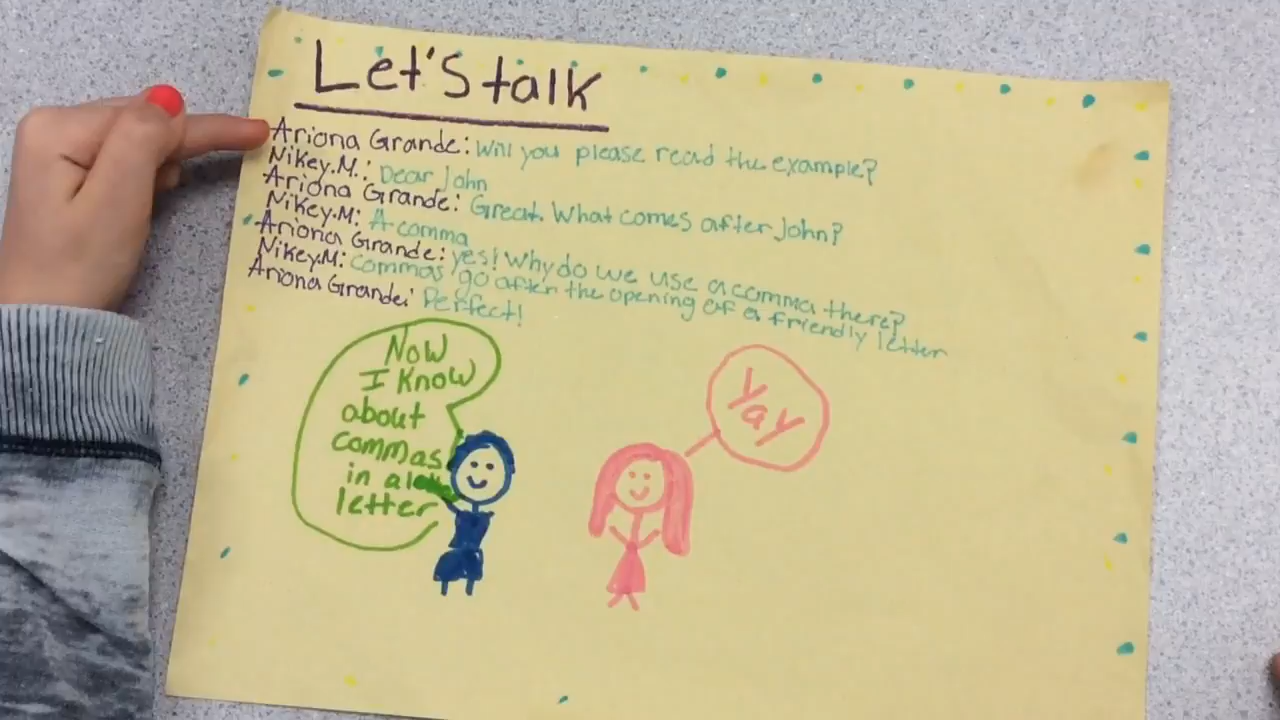 Let's talk
Ariona Grande: Will you please read the example?
Nikey.M.: Dear John
Ariona Grande: Great. What comes after John?
Nikey.M: A comma
Ariona Grande: yes! Why do we use a comma there?
Nikey.M: Commas go after the opening of a friendly letter
Ariona Grande: Perfect!
Now
I know
about
commas
in a
letter
Yay